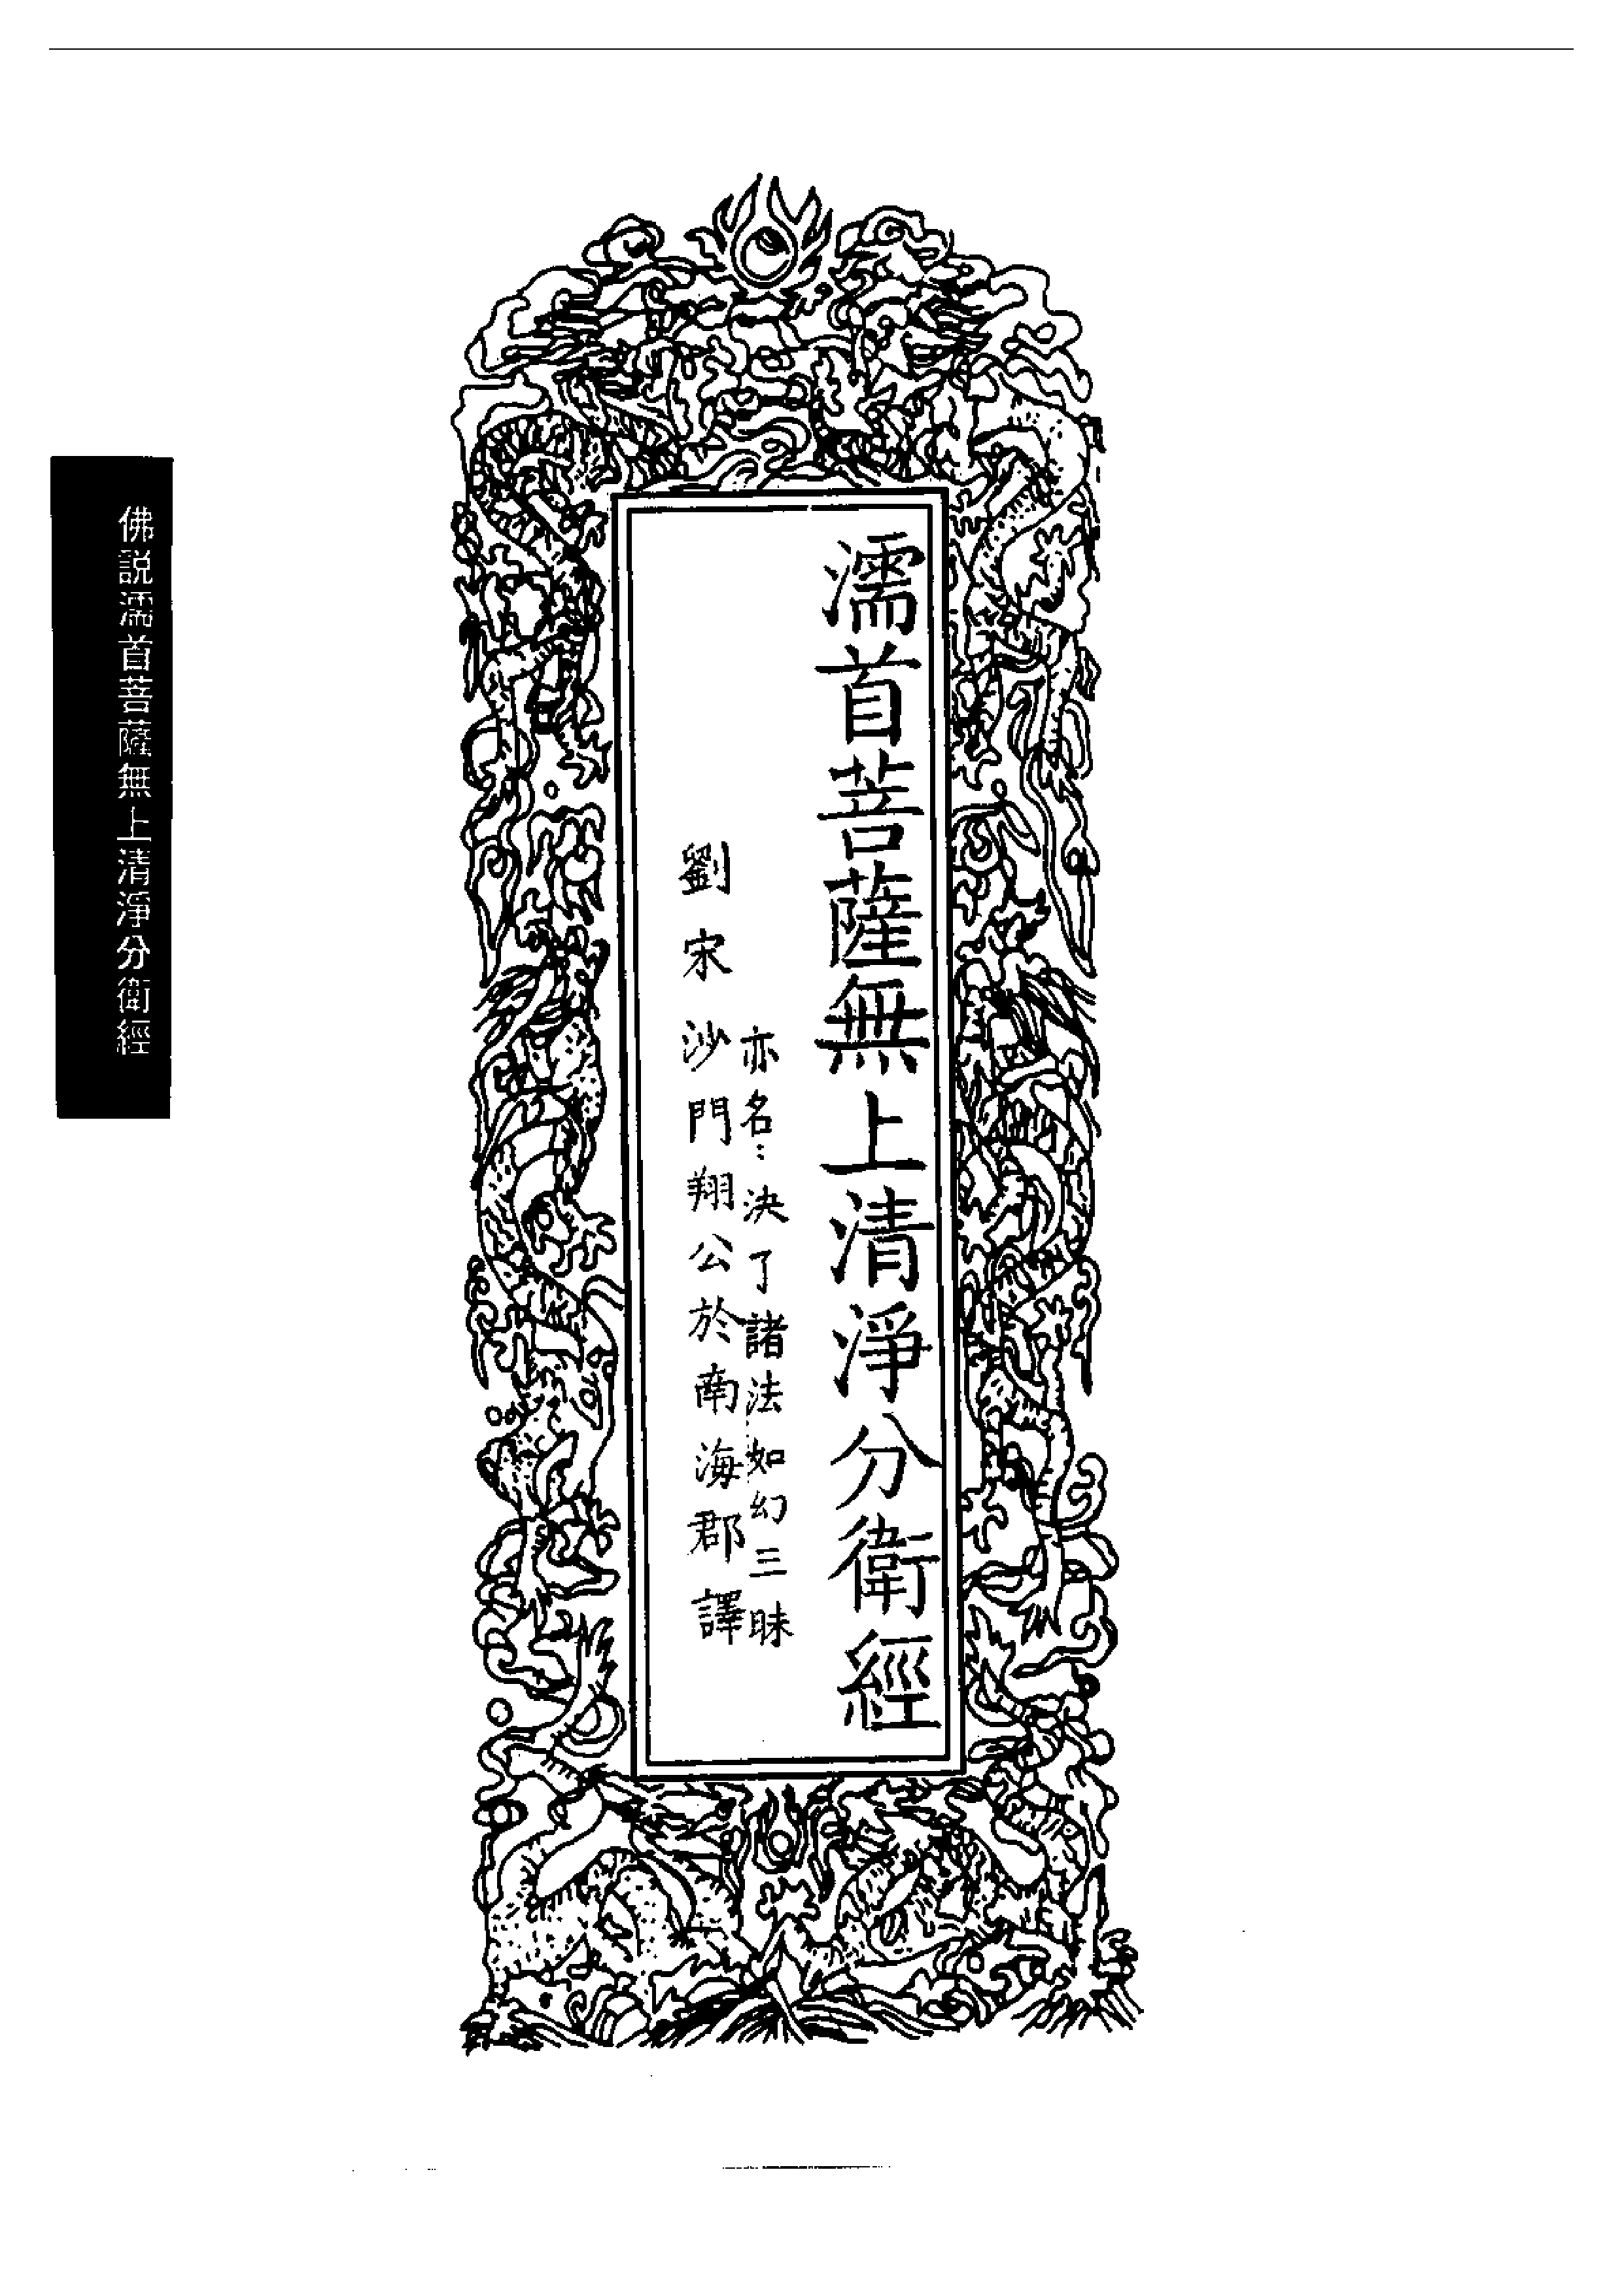 濡首菩薩無上清淨分衛經
亦名：決了諸法如幻三昧
劉宋 沙門翔公於南海郡譯
佛説濡首菩薩無上清淨分衛經